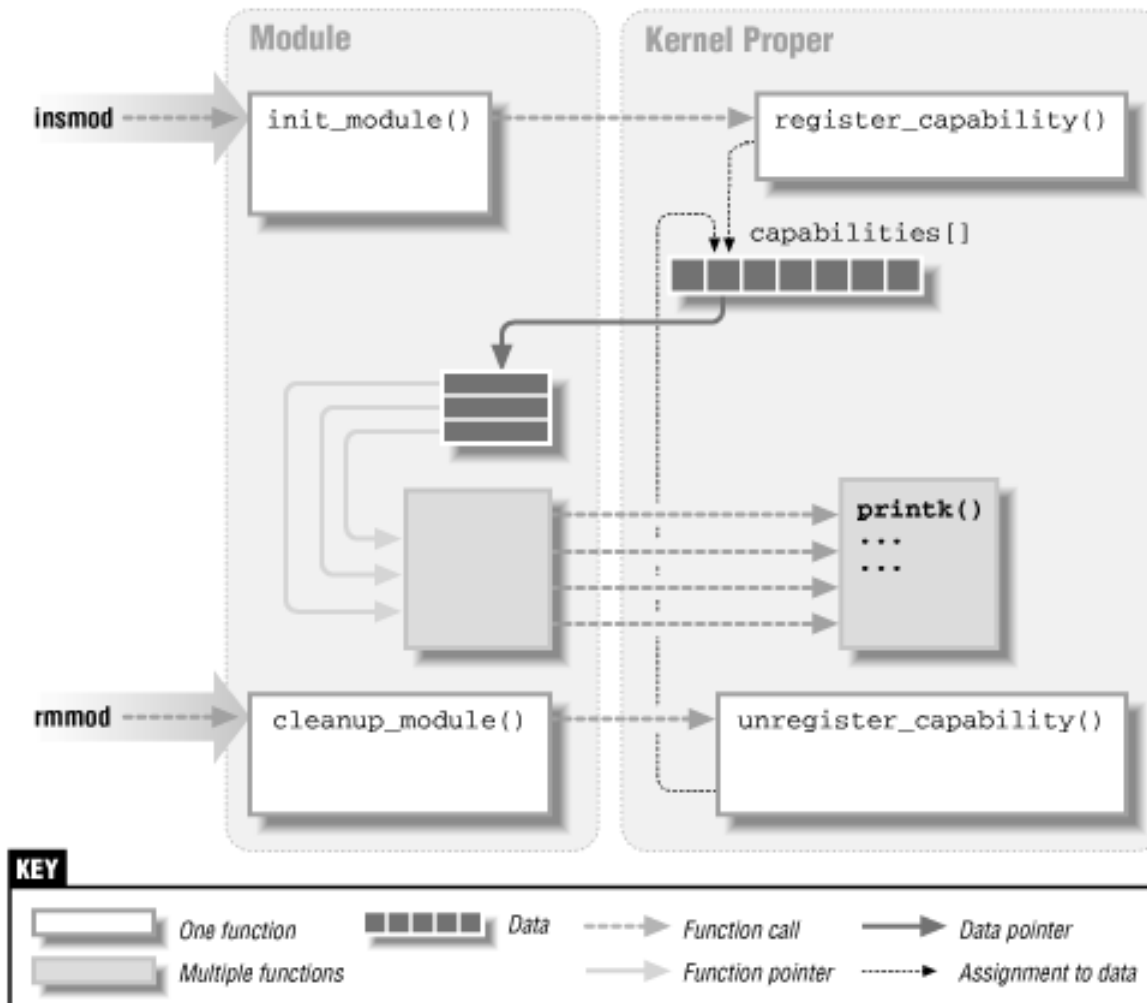 Module
Kernel Proper
insmod
init_module()
register_capability()
capabilities[]
printk()
...
...
rmmod
cleanup_module()
unregister_capability()
KEY
One function
Data
Function call
Data pointer
Multiple functions
Function pointer
Assignment to data